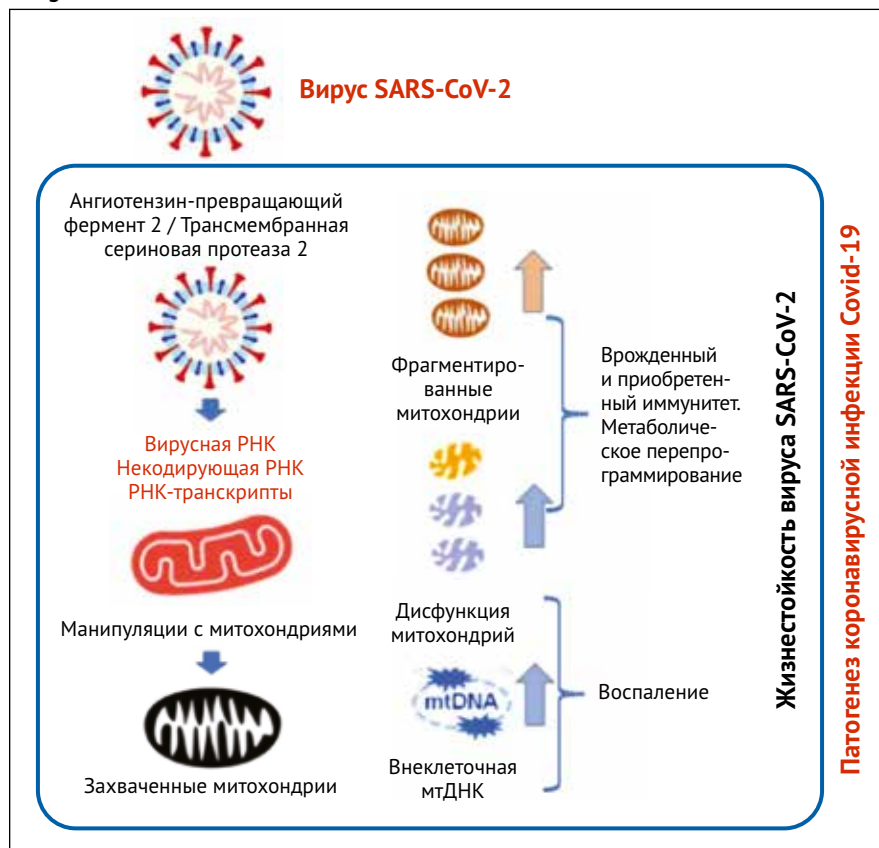 Вирус SARS-CoV-2
Ангиотензин-превращающий
фермент 2 / Трансмембранная
сериновая протеаза 2
Вирусная РНК
Некодирующая РНК
РНК-транскрипты
Манипуляции с митохондриями
Захваченные митохондрии
Фрагментиро-
ванные
митохондрии
Дисфункция
митохондрий
mtDNA
Внеклеточная
мтДНК
Врожденный
и приобретен-
ный иммунитет.
Метаболиче-
ское перепро-
граммирование
Воспаление
Жизнестойкость вируса SARS-CoV-2
Патогенез коронавирусной инфекции Covid-19